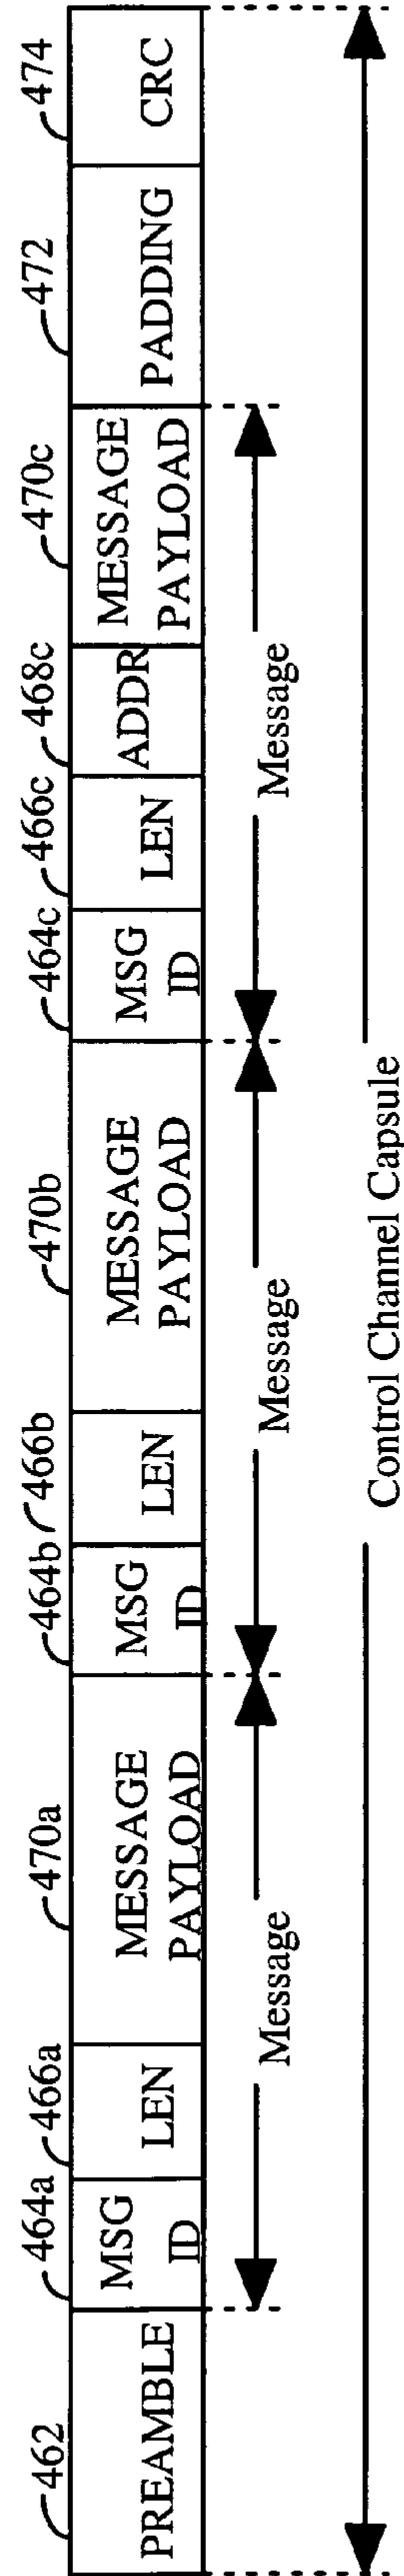 462
464a
466a
470a
464b
466b
470b
464c
466c
468c
470c
472
474
PREAMBLE
MSG
ID
LEN
MESSAGE
PAYLOAD
MSG
ID
LEN
MESSAGE
PAYLOAD
MSG
ID
LEN
ADDR
MESSAGE
PAYLOAD
PADDING
CRC
Message
Message
Message
Control Channel Capsule